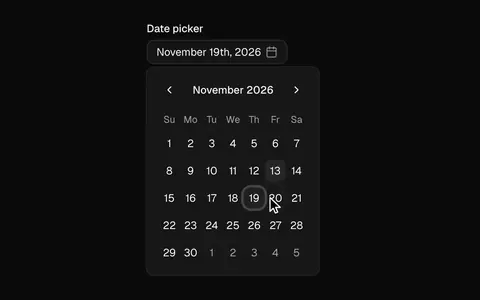 Date picker
November 19th, 2026
November 2026
Su Mo Tu We Th Fr Sa
1 2 3 4 5 6 7
8 9 10 11 12 13 14
15 16 17 18 19 20 21
22 23 24 25 26 27 28
29 30 1 2 3 4 5